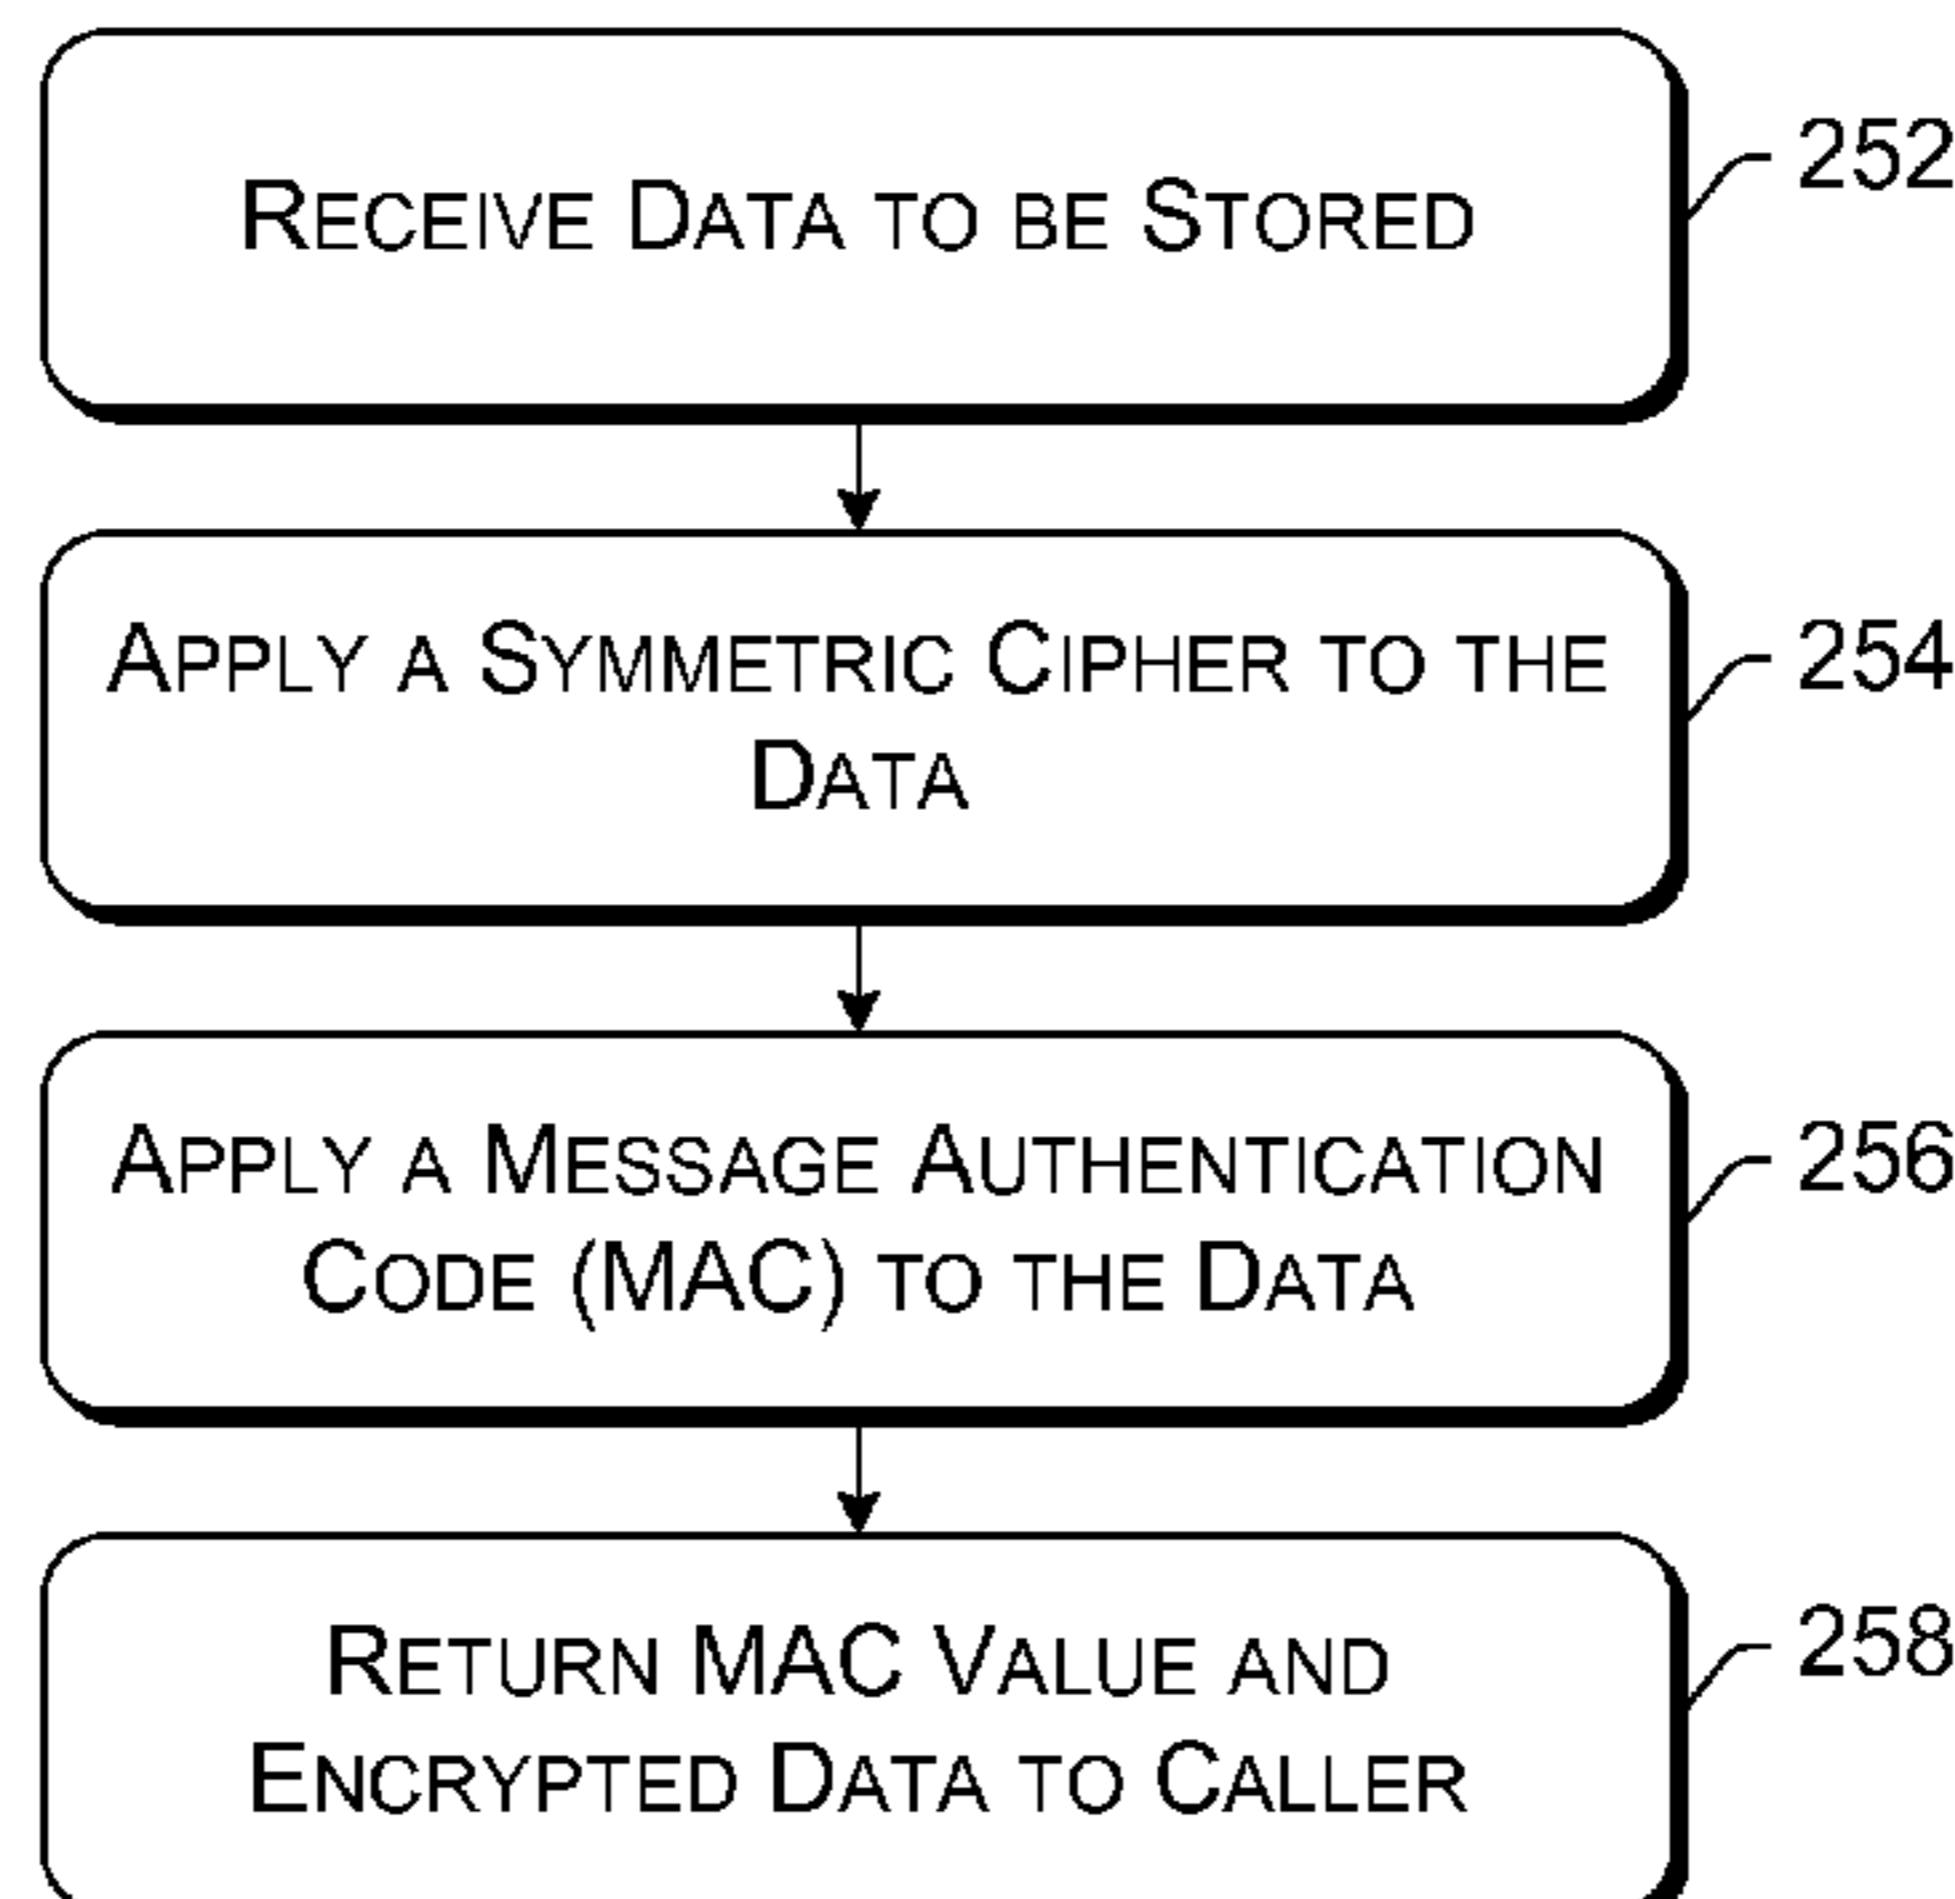 RECEIVE DATA TO BE STORED
252
APPLY A SYMMETRIC CIPHER TO THE
DATA
254
APPLY A MESSAGE AUTHENTICATION
CODE (MAC) TO THE DATA
256
RETURN MAC VALUE AND
ENCRYPTED DATA TO CALLER
258